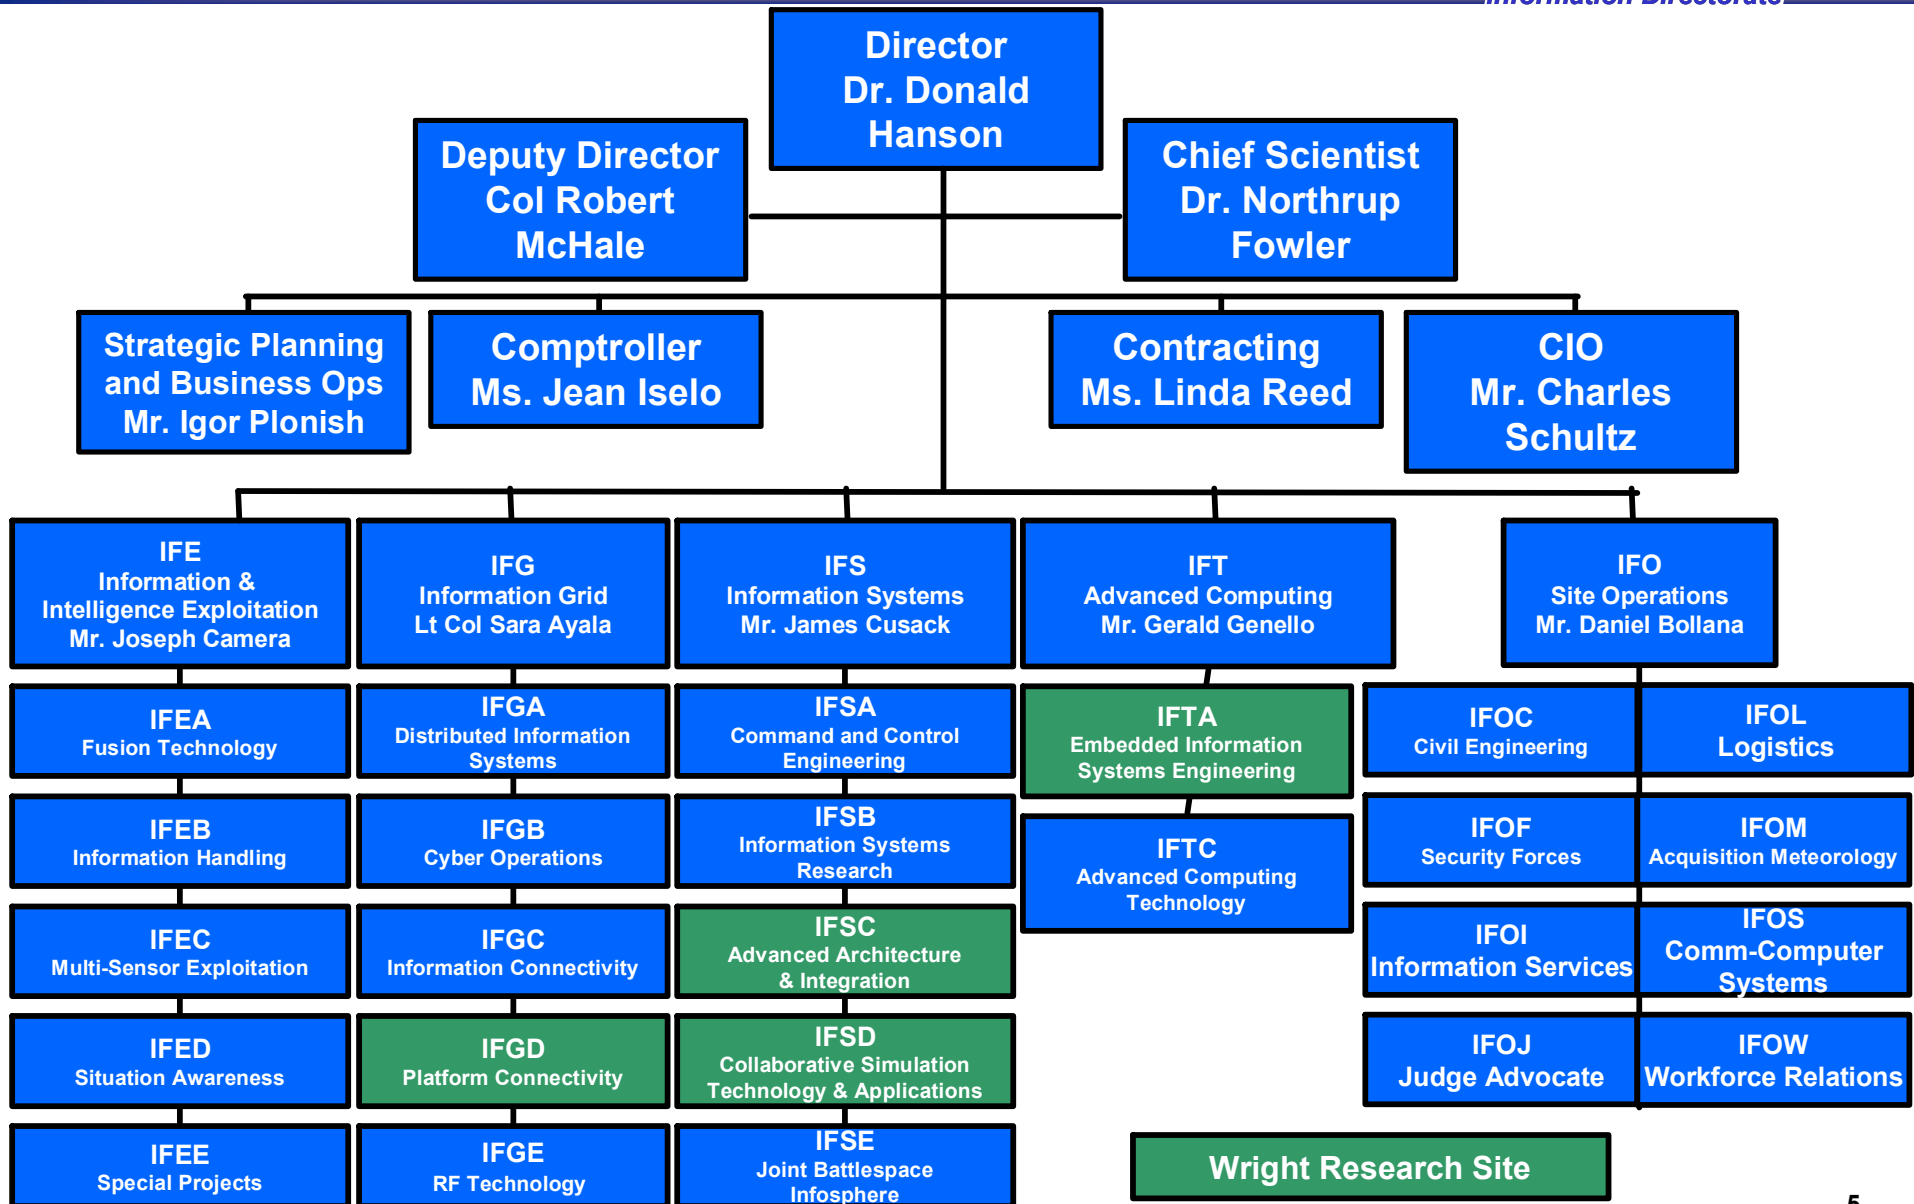 Information Directorate
Director
Dr. Donald
Hanson
Deputy Director
Col Robert
McHale
Chief Scientist
Dr. Northrup
Fowler
Strategic Planning
and Business Ops
Mr. Igor Plonish
Comptroller
Ms. Jean Iselo
Contracting
Ms. Linda Reed
CIO
Mr. Charles
Schultz
IFE
Information &
Intelligence Exploitation
Mr. Joseph Camera
IFG
Information Grid
Lt Col Sara Ayala
IFS
Information Systems
Mr. James Cusack
IFT
Advanced Computing
Mr. Gerald Genello
IFO
Site Operations
Mr. Daniel Bollana
IFEA
Fusion Technology
IFGA
Distributed Information
Systems
IFSA
Command and Control
Engineering
IFTA
Embedded Information
Systems Engineering
IFOC
Civil Engineering
IFOL
Logistics
IFEB
Information Handling
IFGB
Cyber Operations
IFSB
Information Systems
Research
IFTC
Advanced Computing
Technology
IFOF
Security Forces
IFOM
Acquisition Meteorology
IFEC
Multi-Sensor Exploitation
IFGC
Information Connectivity
IFSC
Advanced Architecture
& Integration
IFOI
Information Services
IFOS
Comm-Computer
Systems
IFED
Situation Awareness
IFGD
Platform Connectivity
IFSD
Collaborative Simulation
Technology & Applications
IFOJ
Judge Advocate
IFOW
Workforce Relations
IFEE
Special Projects
IFGE
RF Technology
IFSE
Joint Battlespace
Infosphere
Wright Research Site
5